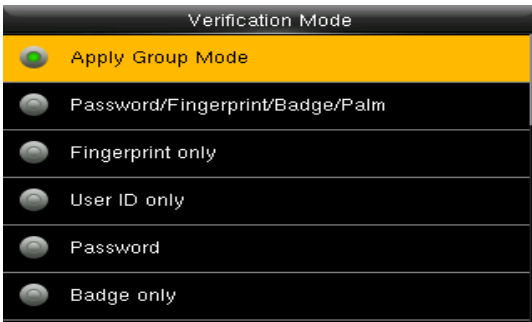 Verification Mode
Apply Group Mode
Password/Fingerprint/Badge/Palm
Fingerprint only
User ID only
Password
Badge only